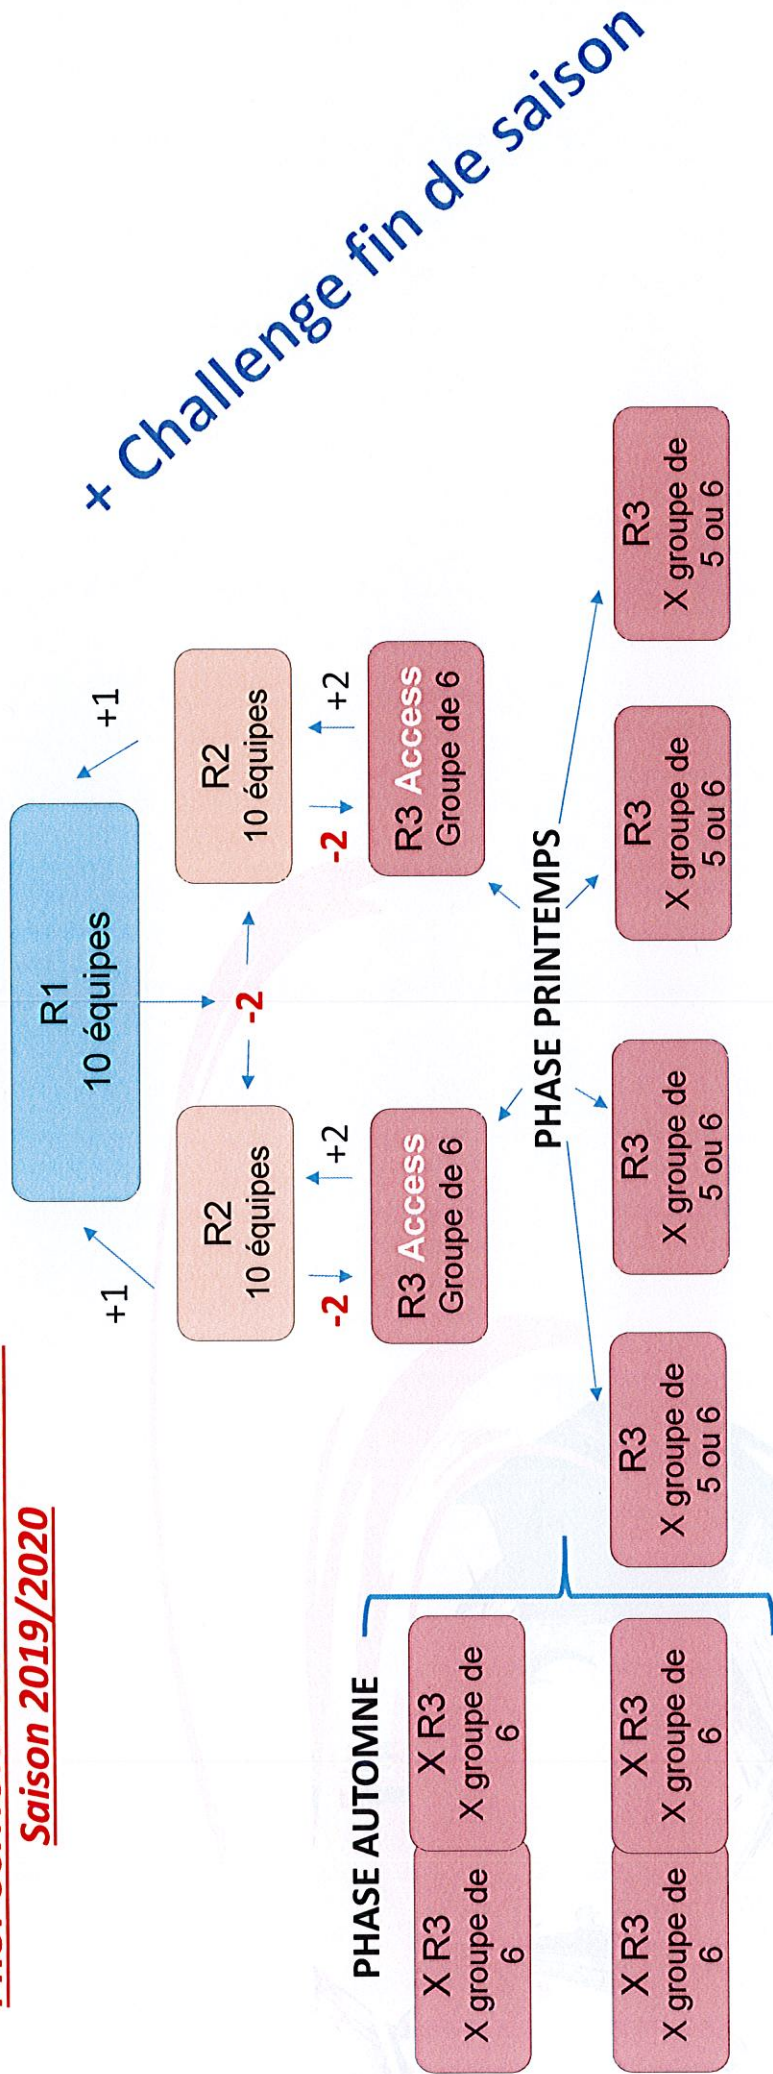 Saison 2019/2020
+ Challenge fin de saison
R1
10 équipes
+1
+1
R2
10 équipes
-2
R2
10 équipes
-2
+2
-2
+2
R3 Access
Groupe de 6
R3 Access
Groupe de 6
PHASE AUTOMNE
PHASE PRINTEMPS
X R3
X groupe de
6
X R3
X groupe de
6
X R3
X groupe de
6
X R3
X groupe de
6
R3
X groupe de
5 ou 6
R3
X groupe de
5 ou 6
R3
X groupe de
5 ou 6
R3
X groupe de
5 ou 6